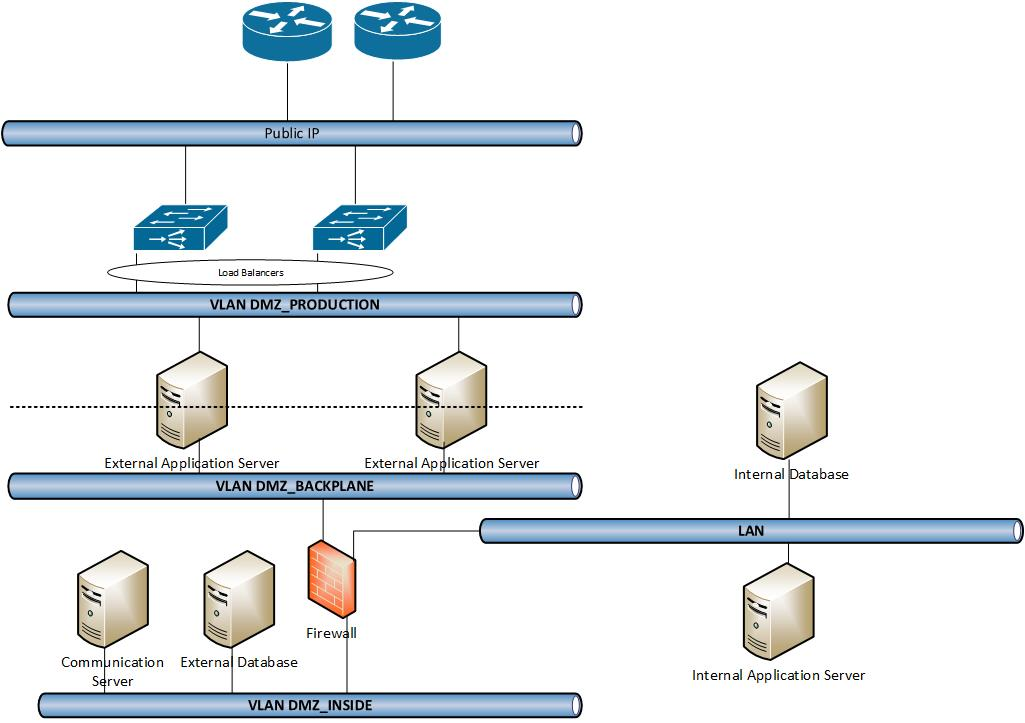 Public IP
Load Balancers
VLAN DMZ_PRODUCTION
External Application Server
External Application Server
Internal Database
VLAN DMZ_BACKPLANE
LAN
Firewall
Communication
Server
External Database
Internal Application Server
VLAN DMZ_INSIDE